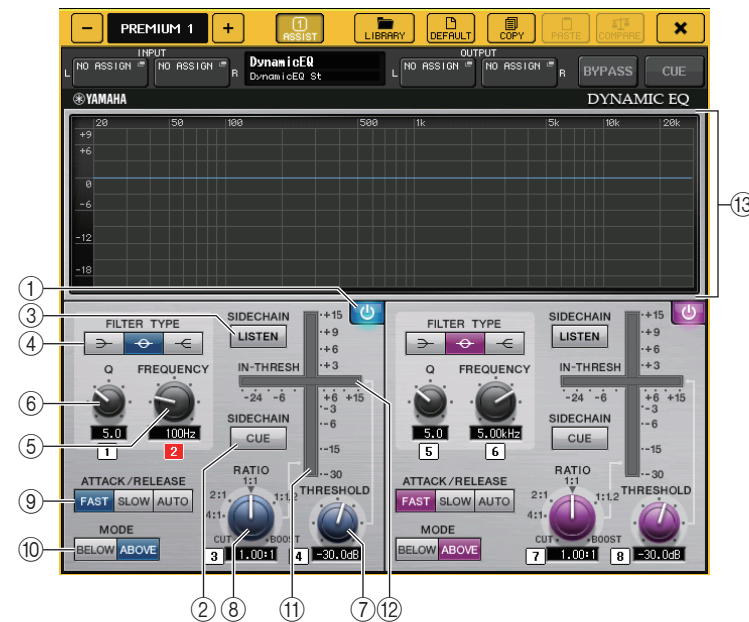 − PREMIUM 1 + 1 ASSIST LIBRARY DEFAULT COPY PASTE COMPARE ×
INPUT OUTPUT
L NO ASSIGN NO ASSIGN R DynamicEQ L NO ASSIGN NO ASSIGN R BYPASS CUE
DynamicEQ St
YAMAHA DYNAMIC EQ
20 50 100 500 1k 5k 10k 20k
+9
+6
0
-6
-12
-18
13
1
3
4
6
5
9
10
FILTER TYPE SIDECHAIN +15
LISTEN +9
+6
Q FREQUENCY IN-THRESH +3
-24 -6 +6 +15
-3
5.0 100Hz SIDECHAIN -6
1 2 CUE -15
ATTACK/RELEASE RATIO -30
FAST SLOW AUTO 1:1 THRESHOLD
2:1 1:1.2
4:1
MODE CUT BOOST
BELOW ABOVE 3 1.00:1 4 -30.0dB
FILTER TYPE SIDECHAIN +15
LISTEN +9
+6
Q FREQUENCY IN-THRESH +3
-24 -6 +6 +15
-3
5.0 5.00kHz SIDECHAIN -6
5 6 CUE -15
ATTACK/RELEASE RATIO -30
FAST SLOW AUTO 1:1 THRESHOLD
2:1 1:1.2
4:1
MODE CUT BOOST
BELOW ABOVE 7 1.00:1 8 -30.0dB
2 8 11 7 12